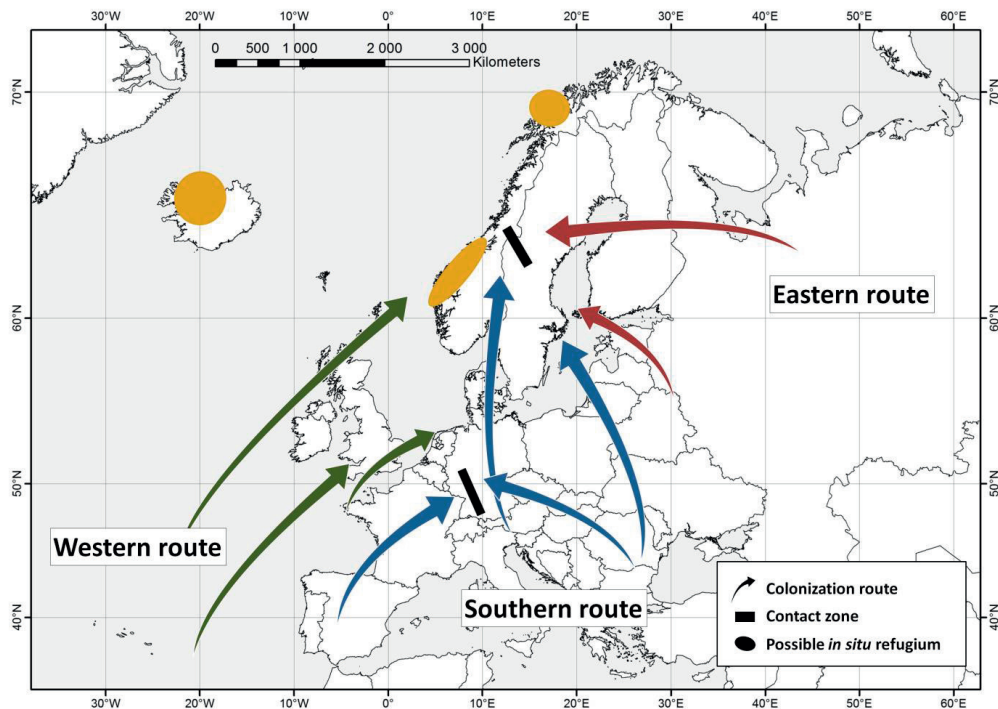 30°W 20°W 10°W 0° 10°E 20°E 30°E 40°E 50°E 60°E
0 500 1 000 2 000 3 000
Kilometers
70°N 70°N
60°N 60°N
Eastern route
50°N 50°N
Western route
Southern route
40°N 40°N
Colonization route
Contact zone
Possible in situ refugium
30°W 20°W 10°W 0° 10°E 20°E 30°E 40°E 50°E 60°E